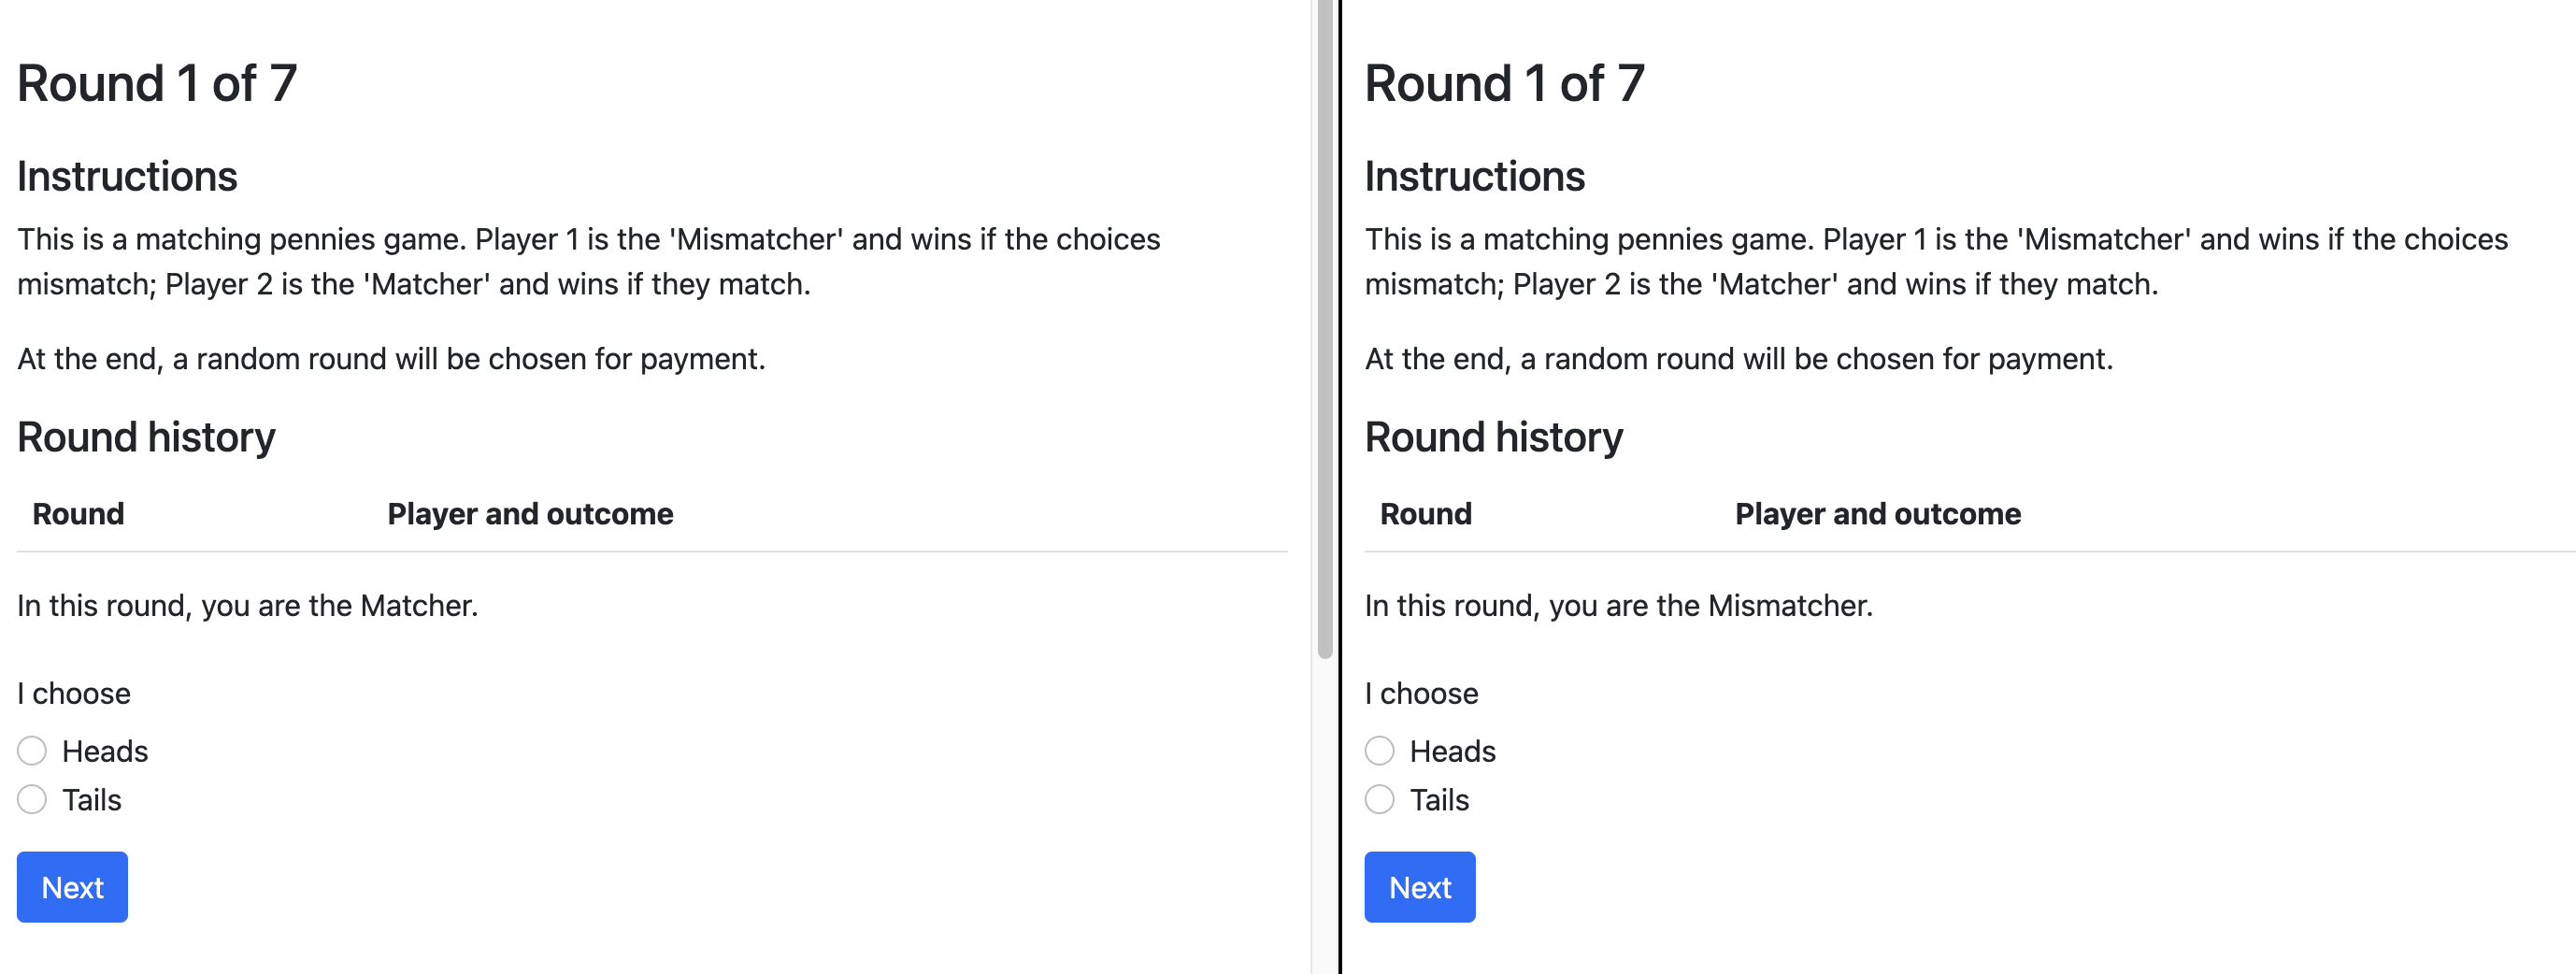 Round 1 of 7
Instructions
This is a matching pennies game. Player 1 is the 'Mismatcher' and wins if the choices
mismatch; Player 2 is the 'Matcher' and wins if they match.
At the end, a random round will be chosen for payment.
Round history
Round Player and outcome
In this round, you are the Matcher.
I choose
Heads
Tails
Next
Round 1 of 7
Instructions
This is a matching pennies game. Player 1 is the 'Mismatcher' and wins if the choices
mismatch; Player 2 is the 'Matcher' and wins if they match.
At the end, a random round will be chosen for payment.
Round history
Round Player and outcome
In this round, you are the Mismatcher.
I choose
Heads
Tails
Next